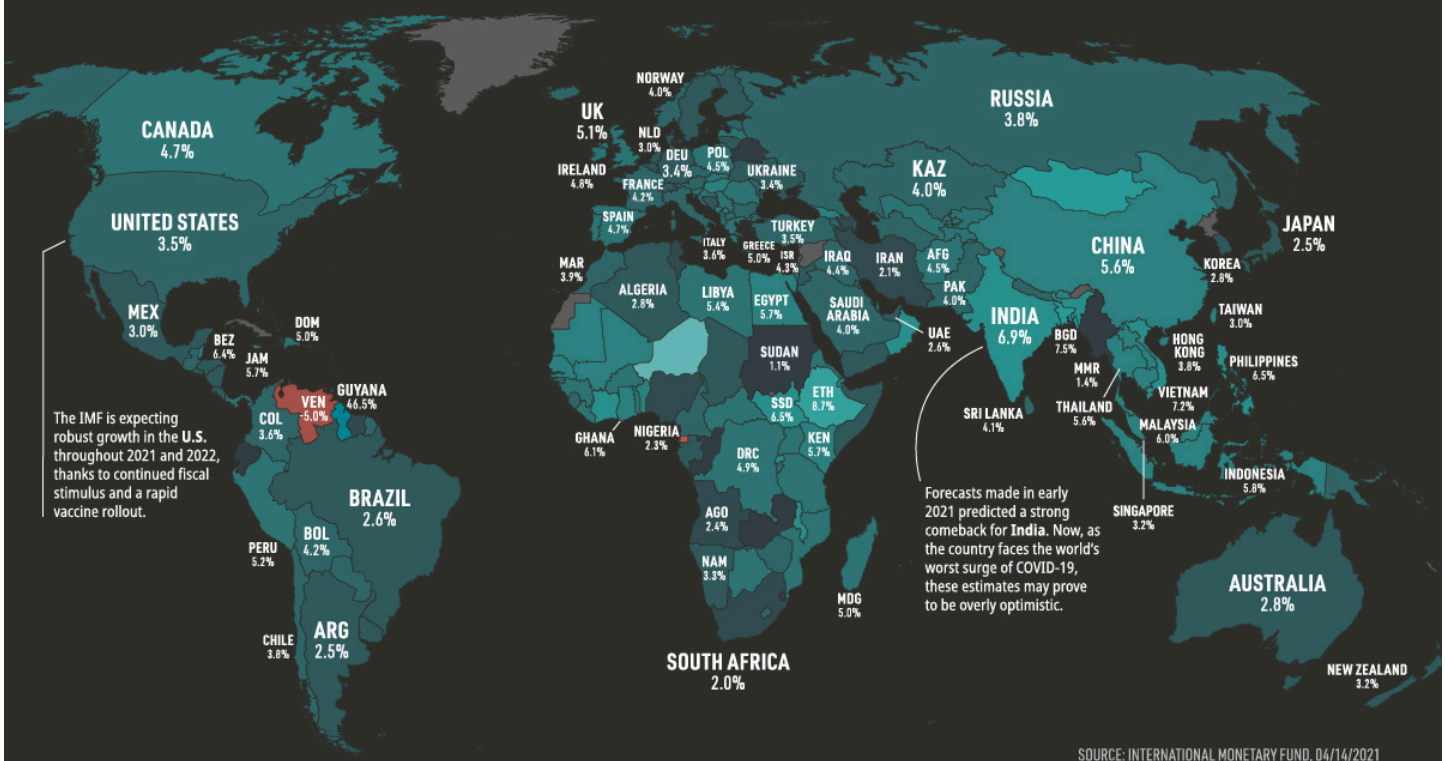 NORWAY
4.0%
UK
5.1%
RUSSIA
3.8%
CANADA
4.7%
NLD
3.0%
DEU
3.4%
POL
4.5%
IRELAND
4.8%
UKRAINE
3.4%
KAZ
4.0%
FRANCE
4.2%
UNITED STATES
3.5%
SPAIN
4.7%
TURKEY
3.5%
JAPAN
2.5%
ITALY
3.6%
GREECE
5.0%
ISR
4.3%
IRAQ
4.4%
IRAN
2.1%
AFG
4.5%
CHINA
5.6%
KOREA
2.8%
MAR
3.9%
ALGERIA
2.8%
LIBYA
5.4%
EGYPT
5.7%
SAUDI
ARABIA
4.0%
PAK
4.0%
MEX
3.0%
DOM
5.0%
BEZ
6.4%
JAM
5.7%
UAE
2.6%
INDIA
6.9%
BGD
7.5%
TAIWAN
3.0%
HONG
KONG
3.8%
PHILIPPINES
6.5%
SUDAN
1.1%
MMR
1.4%
VEN
-5.0%
GUYANA
46.5%
COL
3.6%
SSD
6.5%
ETH
8.7%
SRI LANKA
4.1%
THAILAND
5.6%
VIETNAM
7.2%
MALAYSIA
6.0%
GHANA
6.1%
NIGERIA
2.3%
KEN
5.7%
DRC
4.9%
INDONESIA
5.8%
SINGAPORE
3.2%
The IMF is expecting
robust growth in the U.S.
throughout 2021 and 2022,
thanks to continued fiscal
stimulus and a rapid
vaccine rollout.
BRAZIL
2.6%
AGO
2.4%
BOL
4.2%
PERU
5.2%
NAM
3.3%
MDG
5.0%
Forecasts made in early
2021 predicted a strong
comeback for India. Now, as
the country faces the world's
worst surge of COVID-19,
these estimates may prove
to be overly optimistic.
AUSTRALIA
2.8%
CHILE
3.8%
ARG
2.5%
SOUTH AFRICA
2.0%
NEW ZEALAND
3.2%
SOURCE: INTERNATIONAL MONETARY FUND, 04/14/2021